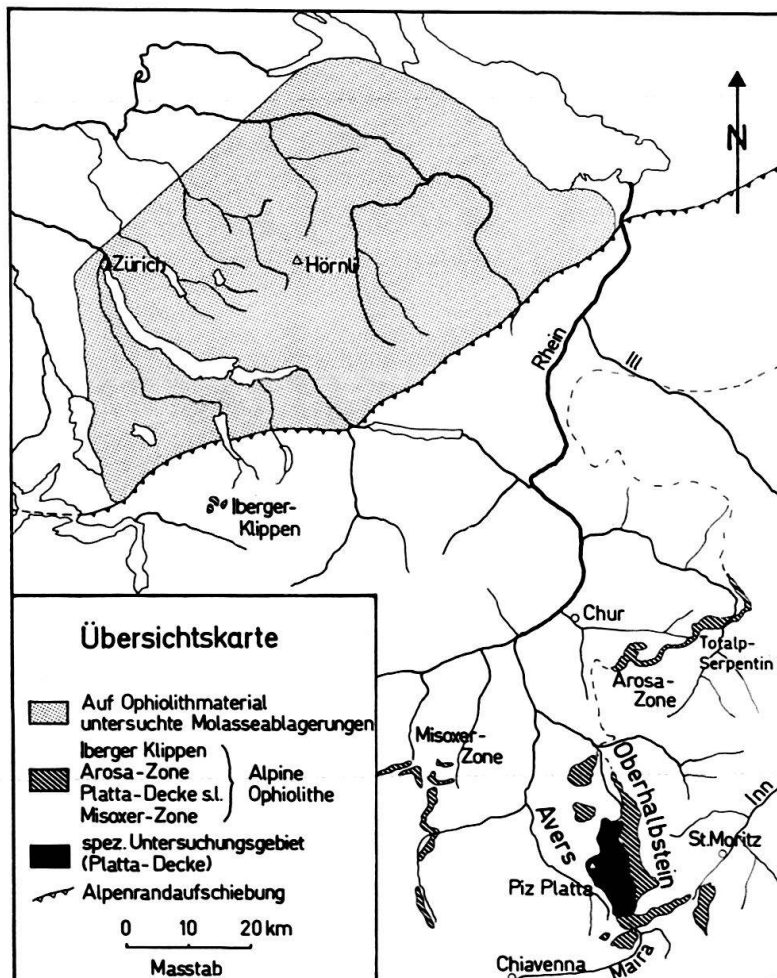 N
Zürich
Hörnli
Rhein
Ill
Iberger-
Klippen
Chur
Totalp-
Serpentin
Arosa-
Zone
Misoxer-
Zone
Oberhalbstein
Avers
Inn
St.Moritz
Piz Platta
Maira
Chiavenna
Übersichtskarte
Auf Ophiolithmaterial
untersuchte Molasseablagerungen
Iberger Klippen
Arosa-Zone
Platta-Decke s.l.
Misoxer-Zone
Alpine
Ophiolithe
spez. Untersuchungsgebiet
(Platta-Decke)
Alpenrandaufschiebung
0 10 20 km
Masstab